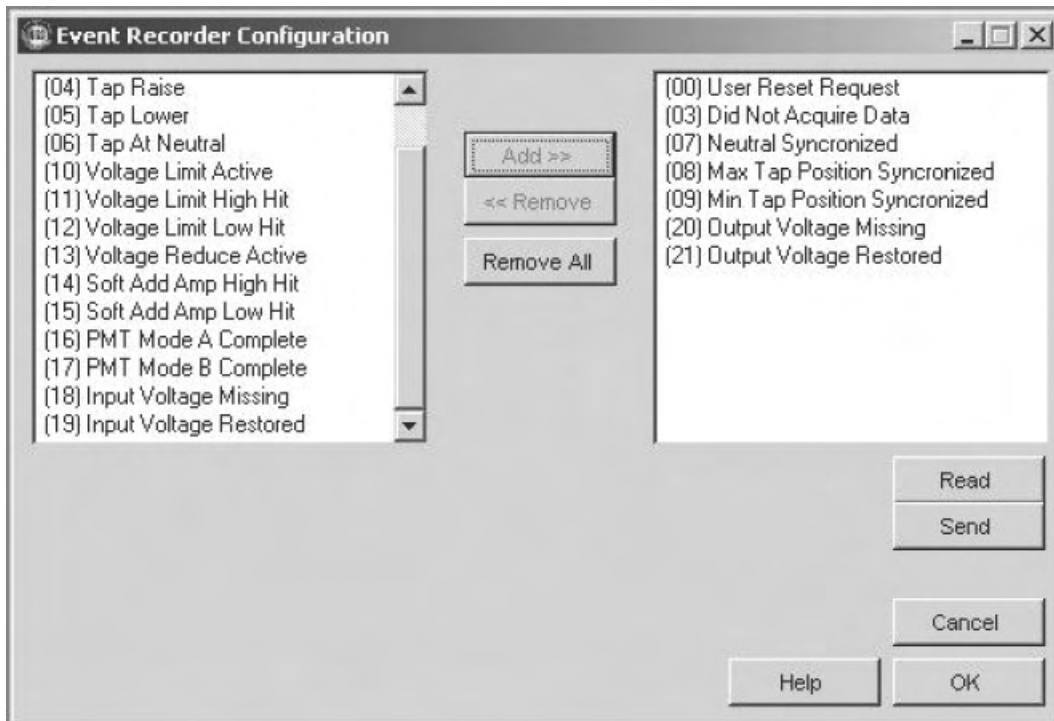 Event Recorder Configuration
(04) Tap Raise
(05) Tap Lower
(06) Tap At Neutral
(10) Voltage Limit Active
(11) Voltage Limit High Hit
(12) Voltage Limit Low Hit
(13) Voltage Reduce Active
(14) Soft Add Amp High Hit
(15) Soft Add Amp Low Hit
(16) PMT Mode A Complete
(17) PMT Mode B Complete
(18) Input Voltage Missing
(19) Input Voltage Restored
Add >>
<< Remove
Remove All
(00) User Reset Request
(03) Did Not Acquire Data
(07) Neutral Syncronized
(08) Max Tap Position Syncronized
(09) Min Tap Position Syncronized
(20) Output Voltage Missing
(21) Output Voltage Restored
Read
Send
Cancel
Help
OK